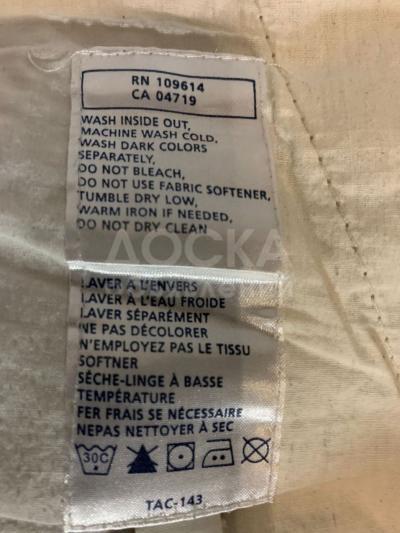 RN 109614
CA 04719
WASH INSIDE OUT,
MACHINE WASH COLD,
WASH DARK COLORS
SEPARATELY,
DO NOT BLEACH,
DO NOT USE FABRIC SOFTENER,
TUMBLE DRY LOW,
WARM IRON IF NEEDED,
DO NOT DRY CLEAN
LAVER A L'ENVERS
LAVER À L'EAU FROIDE
LAVER SÉPARÉMENT
NE PAS DÉCOLORER
N'EMPLOYEZ PAS LE TISSU
SOFTNER
SÈCHE-LINGE À BASSE
TEMPÉRATURE
FER FRAIS SE NÉCESSAIRE
NEPAS NETTOYER À SEC
30C
TAC-143
ДОСКА